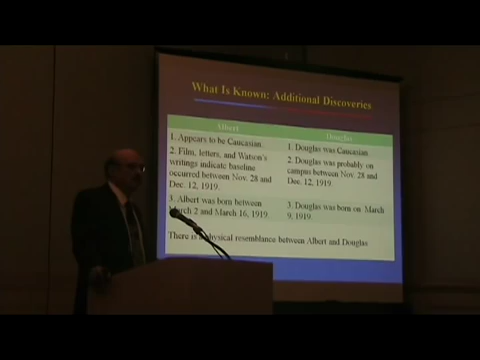 What Is Known: Additional Discoveries
Albert
Douglas
1. Appears to be Caucasian.
1. Douglas was Caucasian
2. Film, letters, and Watson's
writings indicate baseline
occurred between Nov. 28 and
Dec. 12, 1919.
2. Douglas was probably on
campus between Nov. 28 and
Dec. 12, 1919.
3. Albert was born between
March 2 and March 16, 1919.
3. Douglas was born on March
9, 1919
There is a physical resemblance between Albert and Douglas